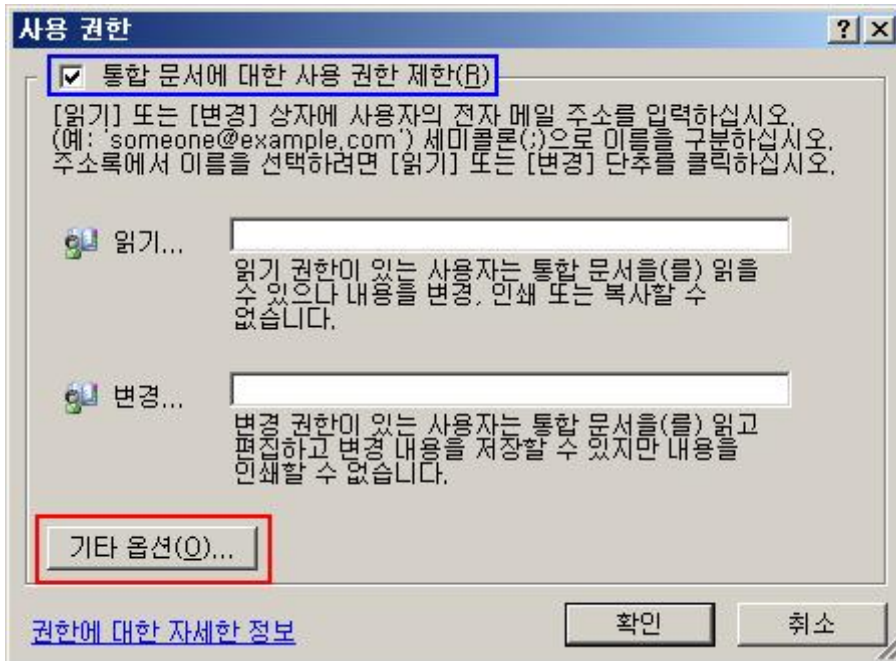 사용 권한
통합 문서에 대한 사용 권한 제한(R)
[읽기] 또는 [변경] 상자에 사용자의 전자 메일 주소를 입력하십시오.
(예: 'someone@example.com') 세미콜론(;)으로 이름을 구분하십시오.
주소록에서 이름을 선택하려면 [읽기] 또는 [변경] 단추를 클릭하십시오.
읽기...
읽기 권한이 있는 사용자는 통합 문서을(를) 읽을
수 있으나 내용을 변경, 인쇄 또는 복사할 수
없습니다.
변경...
변경 권한이 있는 사용자는 통합 문서을(를) 읽고
편집하고 변경 내용을 저장할 수 있지만 내용을
인쇄할 수 없습니다.
기타 옵션(O)...
권한에 대한 자세한 정보
확인
취소